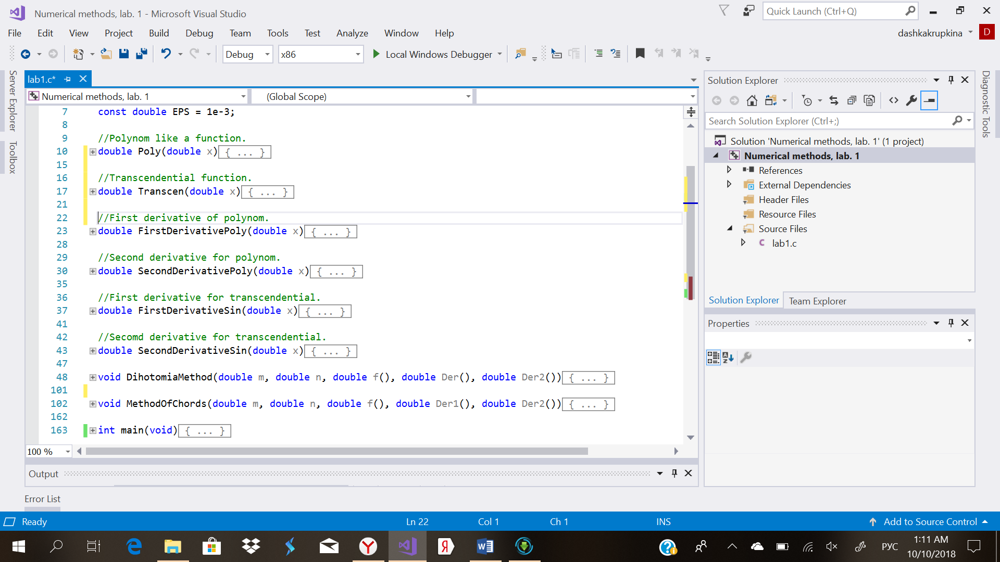 Numerical methods, lab. 1 - Microsoft Visual Studio
Quick Launch (Ctrl+Q)
File Edit View Project Build Debug Team Tools Test Analyze Window Help
dashkakrupkina D
Debug x86 Local Windows Debugger
Server Explorer
Toolbox
lab1.c*
Numerical methods, lab. 1 (Global Scope)
7 const double EPS = 1e-3;
8
9 //Polynom like a function.
10 double Poly(double x){ ... }
15
16 //Transcendential function.
17 double Transcen(double x){ ... }
21
22 //First derivative of polynom.
23 double FirstDerivativePoly(double x){ ... }
28
29 //Second derivative for polynom.
30 double SecondDerivativePoly(double x){ ... }
35
36 //First derivative for transcendential.
37 double FirstDerivativeSin(double x){ ... }
41
42 //Secomd derivative for transcendential.
43 double SecondDerivativeSin(double x){ ... }
47
48 void DihotomiaMethod(double m, double n, double f(), double Der(), double Der2()){ ... }
101
102 void MethodOfChords(double m, double n, double f(), double Der1(), double Der2()){ ... }
162
163 int main(void){ ... }
100 %
Output
Error List
Solution Explorer
Search Solution Explorer (Ctrl+;)
Solution 'Numerical methods, lab. 1' (1 project)
Numerical methods, lab. 1
References
External Dependencies
Header Files
Resource Files
Source Files
C lab1.c
Solution Explorer Team Explorer
Properties
Diagnostic Tools
Ready Ln 22 Col 1 Ch 1 INS Add to Source Control
РУС
1:11 AM
10/10/2018